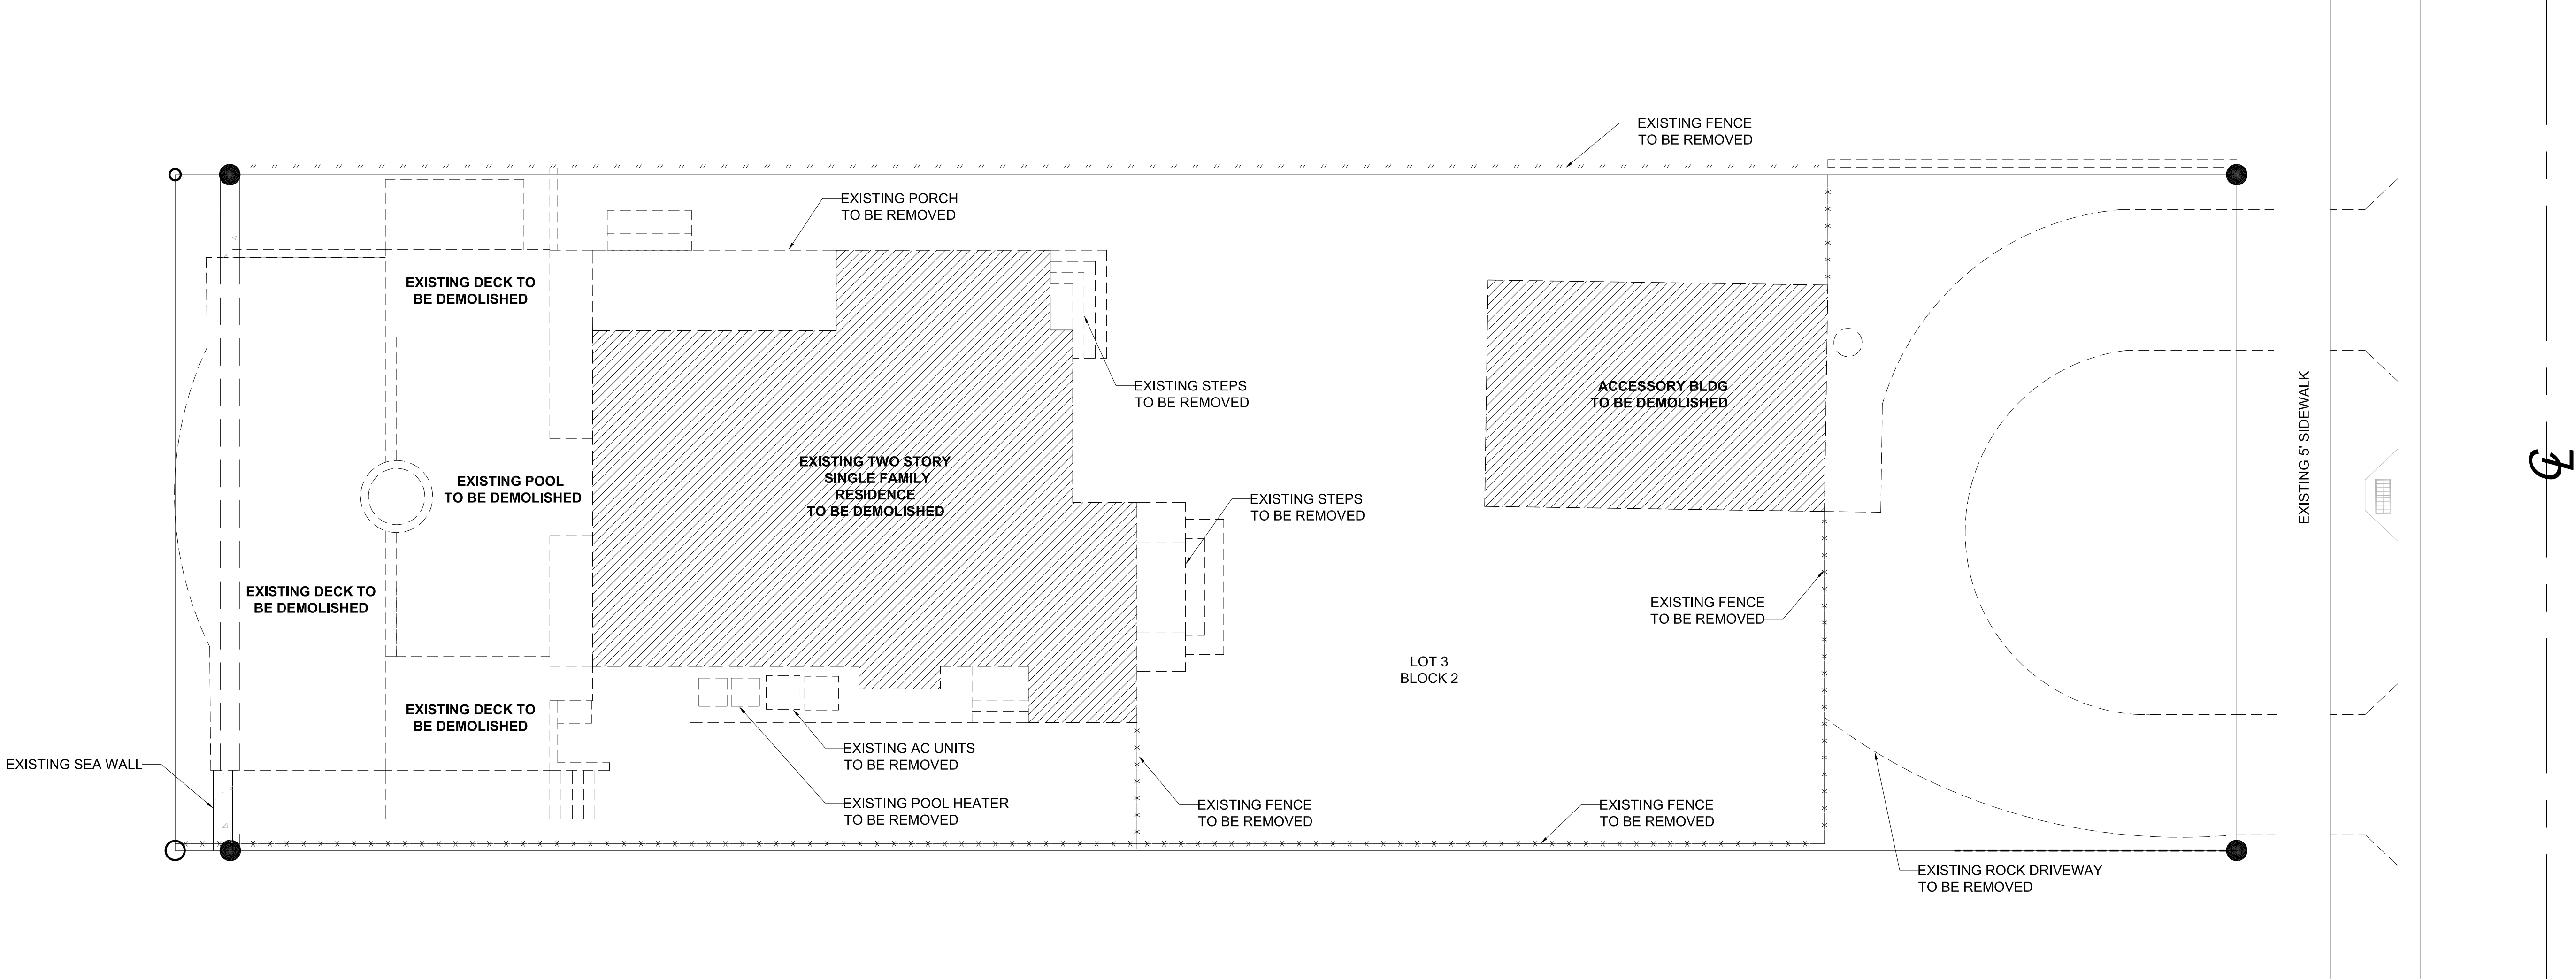 EXISTING FENCE
TO BE REMOVED
EXISTING PORCH
TO BE REMOVED
EXISTING DECK TO
BE DEMOLISHED
EXISTING STEPS
TO BE REMOVED
ACCESSORY BLDG
TO BE DEMOLISHED
EXISTING 5' SIDEWALK
EXISTING TWO STORY
SINGLE FAMILY
RESIDENCE
TO BE DEMOLISHED
EXISTING POOL
TO BE DEMOLISHED
EXISTING STEPS
TO BE REMOVED
EXISTING DECK TO
BE DEMOLISHED
EXISTING FENCE
TO BE REMOVED
LOT 3
BLOCK 2
EXISTING DECK TO
BE DEMOLISHED
EXISTING SEA WALL
EXISTING AC UNITS
TO BE REMOVED
EXISTING POOL HEATER
TO BE REMOVED
EXISTING FENCE
TO BE REMOVED
EXISTING FENCE
TO BE REMOVED
EXISTING ROCK DRIVEWAY
TO BE REMOVED